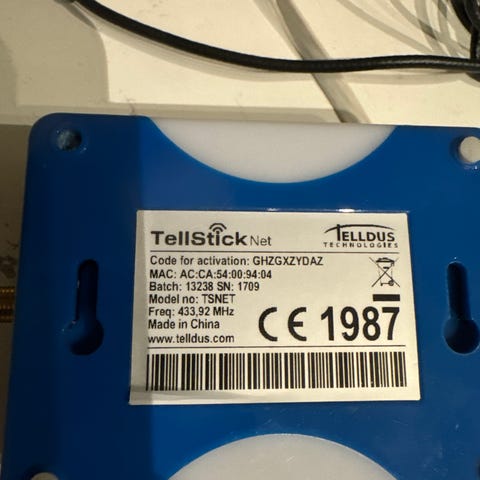 TellStick Net
TELLDUS
TECHNOLOGIES
Code for activation: GHZGXZYDAZ
MAC: AC:CA:54:00:94:04
Batch: 13238 SN: 1709
Model no: TSNET
Freq: 433,92 MHz
Made in China
www.telldus.com
CE 1987